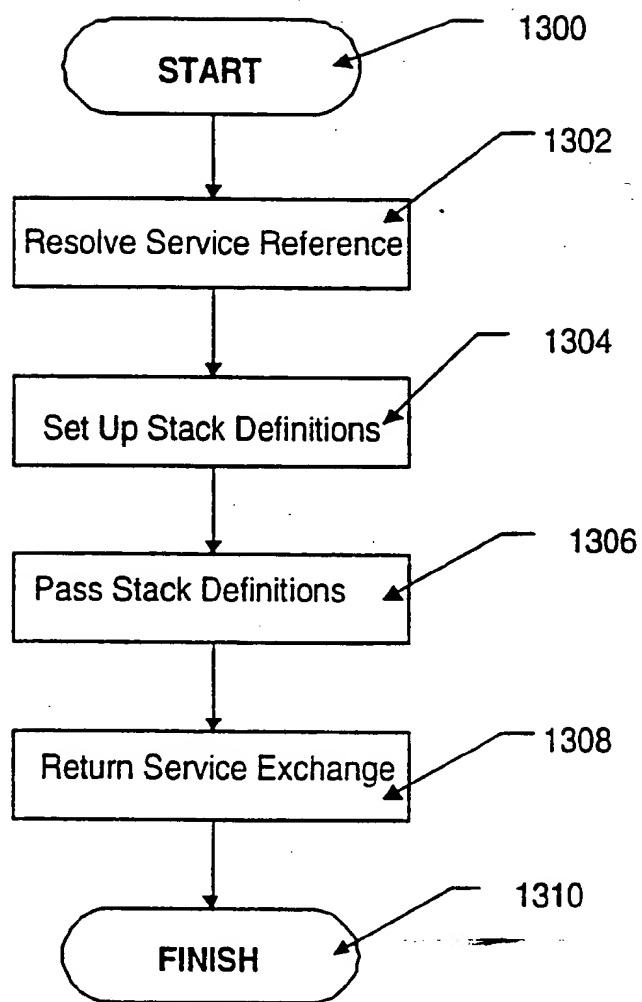 START
1300
1302
Resolve Service Reference
1304
Set Up Stack Definitions
1306
Pass Stack Definitions
1308
Return Service Exchange
1310
FINISH